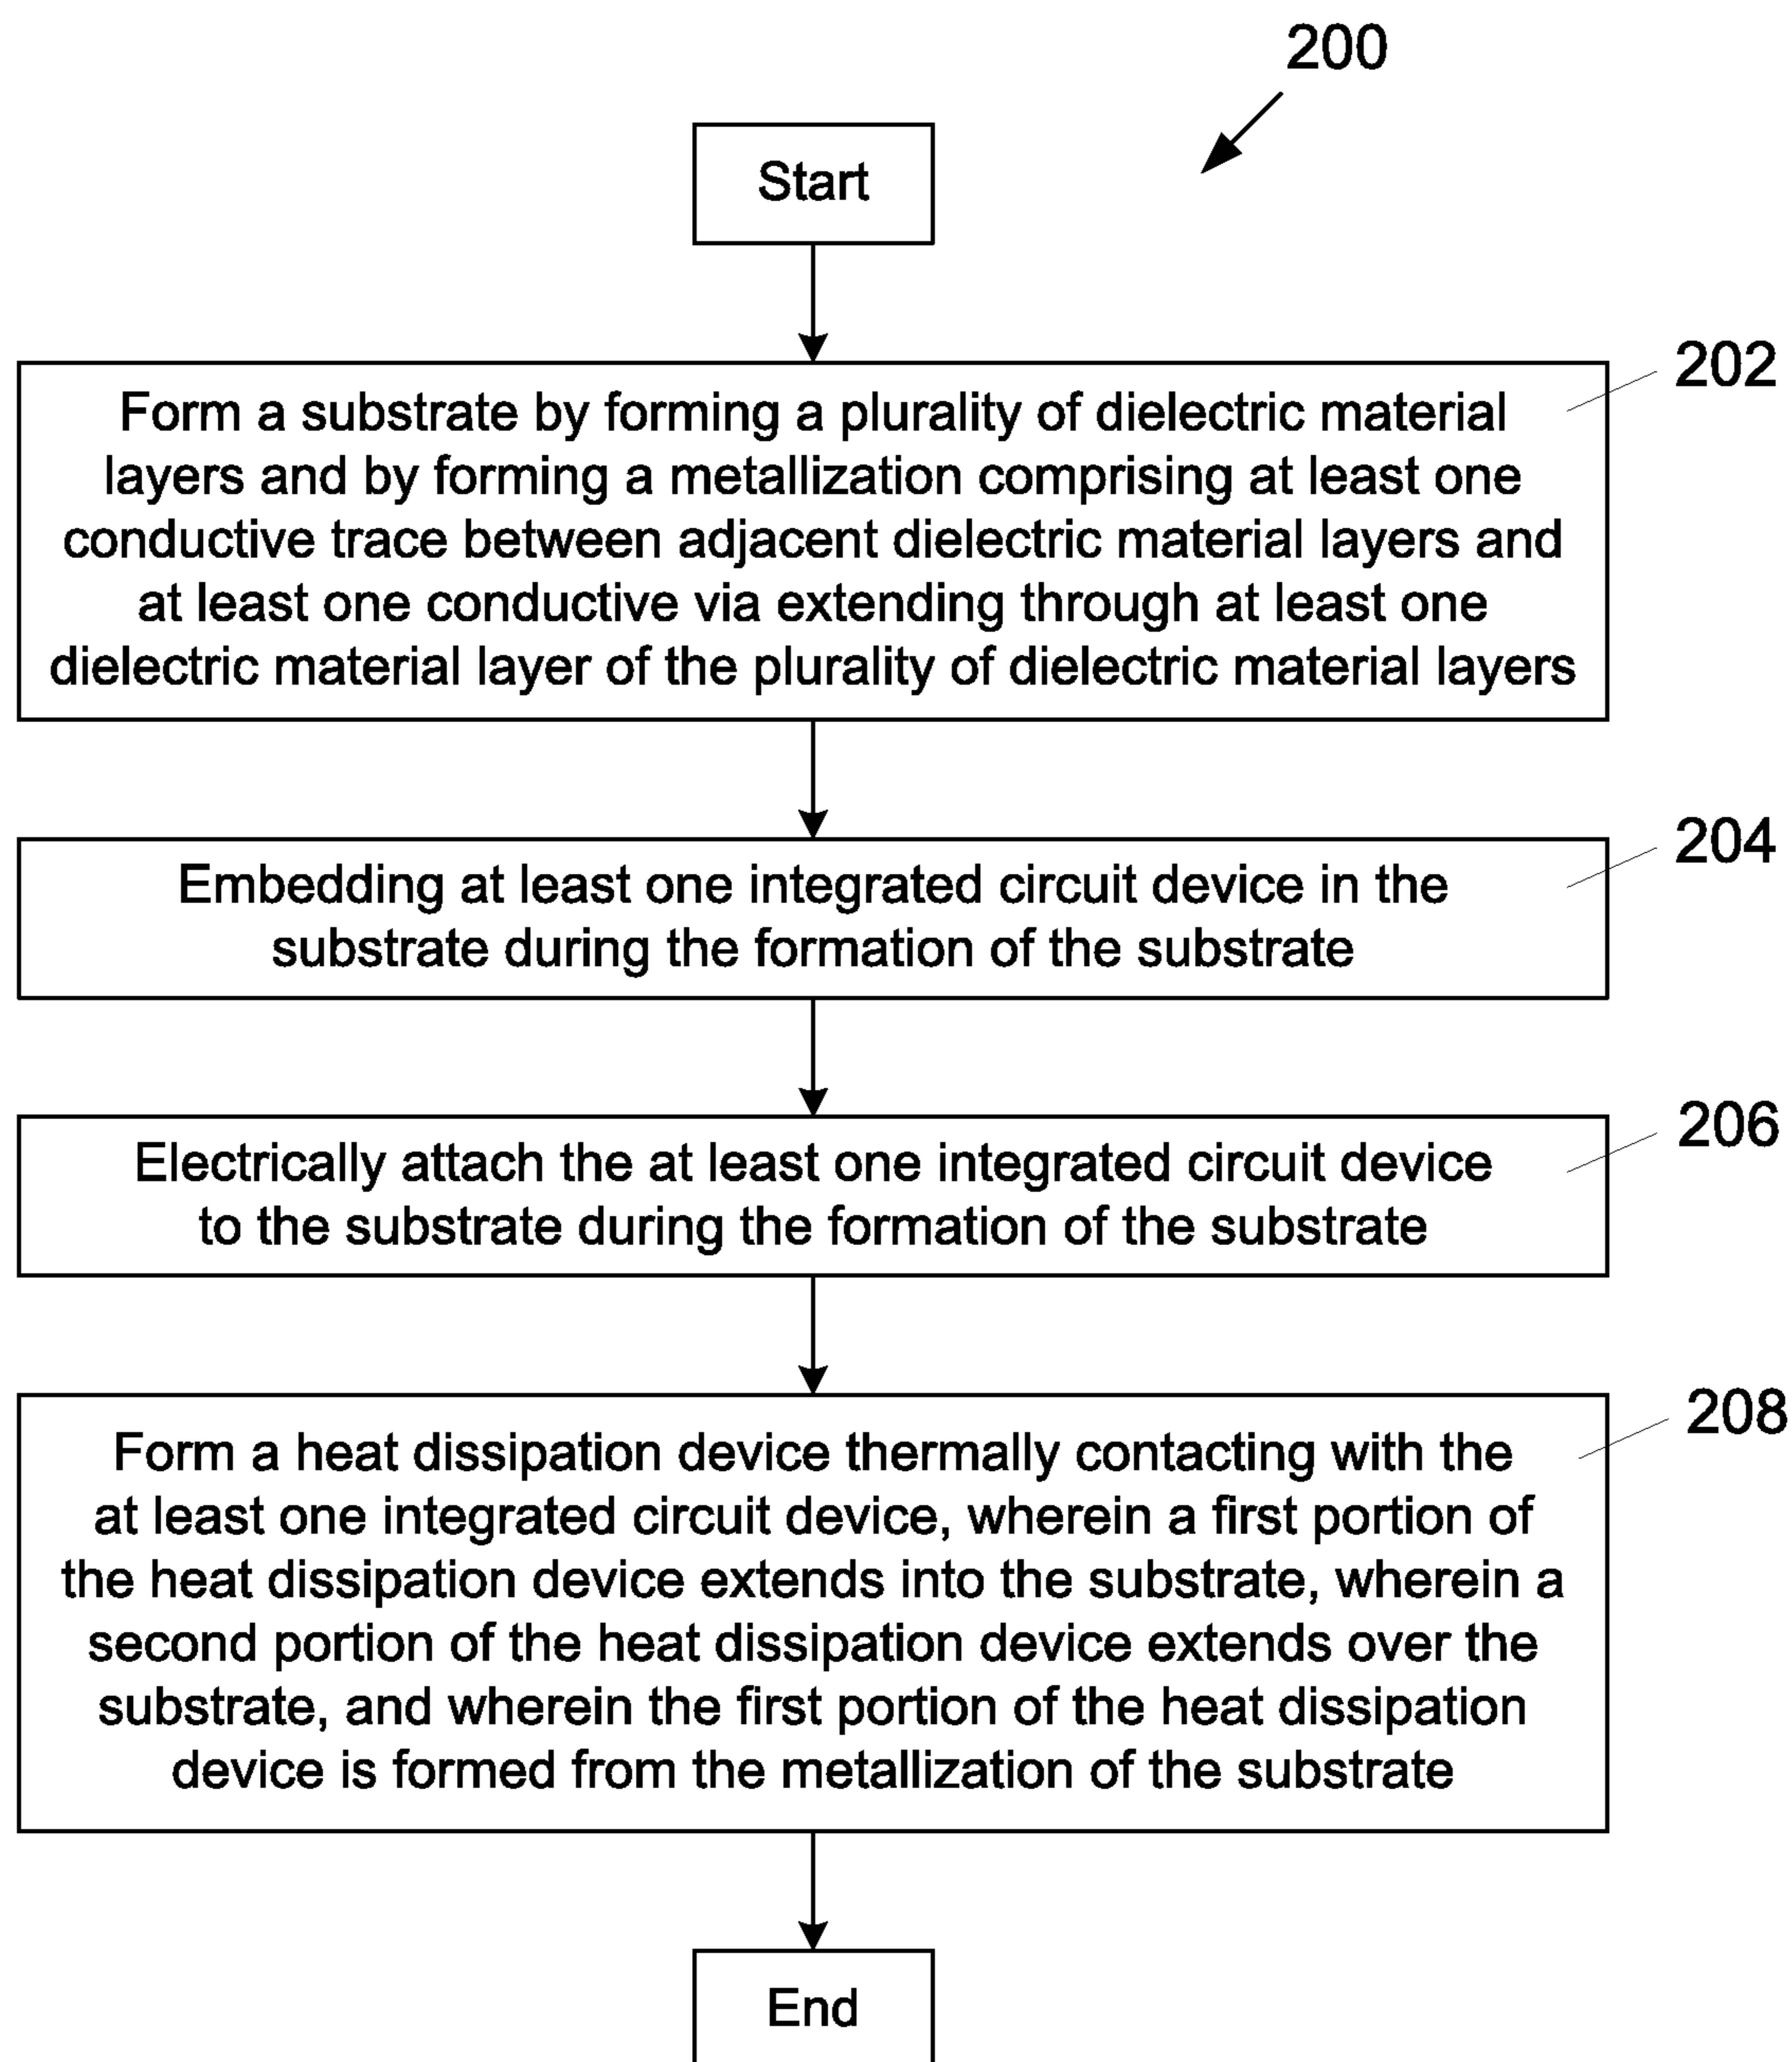 200
Start
202
Form a substrate by forming a plurality of dielectric material
layers and by forming a metallization comprising at least one
conductive trace between adjacent dielectric material layers and
at least one conductive via extending through at least one
dielectric material layer of the plurality of dielectric material layers
204
Embedding at least one integrated circuit device in the
substrate during the formation of the substrate
206
Electrically attach the at least one integrated circuit device
to the substrate during the formation of the substrate
208
Form a heat dissipation device thermally contacting with the
at least one integrated circuit device, wherein a first portion of
the heat dissipation device extends into the substrate, wherein a
second portion of the heat dissipation device extends over the
substrate, and wherein the first portion of the heat dissipation
device is formed from the metallization of the substrate
End